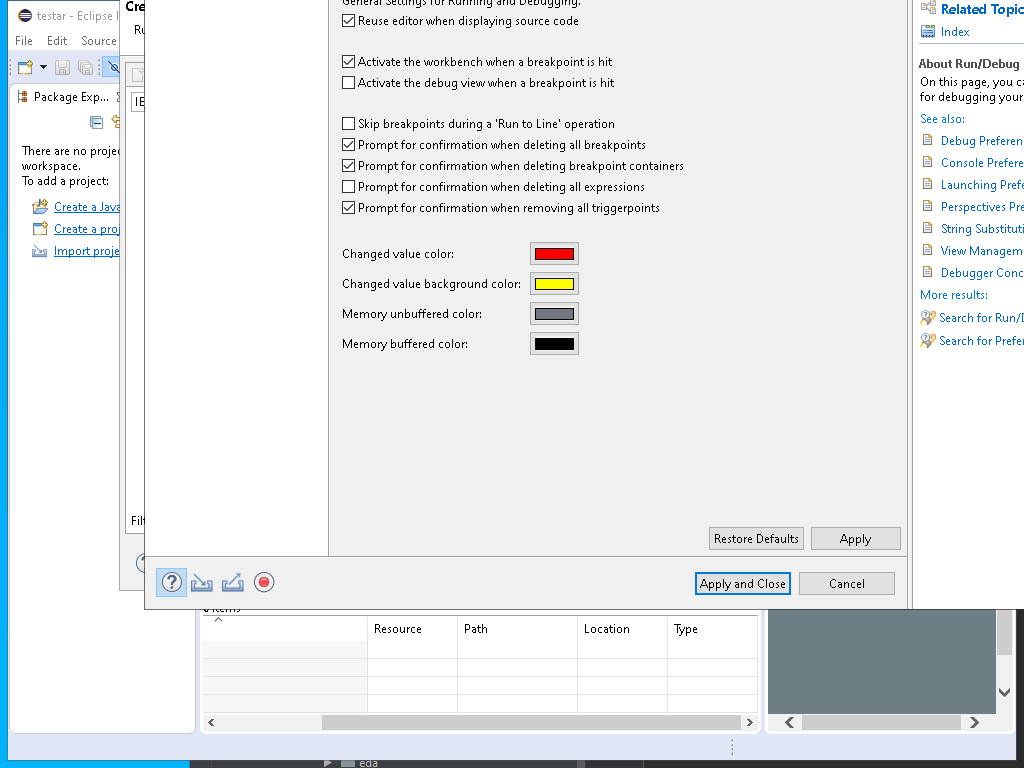 testar - Eclipse I
Cre
General Settings for Running and Debugging.
Related Topic
File Edit Source
Ru
Reuse editor when displaying source code
Index
Activate the workbench when a breakpoint is hit
About Run/Debug
Package Exp...
IE
Activate the debug view when a breakpoint is hit
On this page, you ca
for debugging your
There are no proje
workspace.
To add a project:
Skip breakpoints during a 'Run to Line' operation
See also:
Prompt for confirmation when deleting all breakpoints
Debug Preferen
Prompt for confirmation when deleting breakpoint containers
Console Prefere
Prompt for confirmation when deleting all expressions
Launching Prefe
Create a Java
Prompt for confirmation when removing all triggerpoints
Perspectives Pre
Create a proj
String Substituti
Import proje
Changed value color:
View Managem
Changed value background color:
Debugger Conc
More results:
Memory unbuffered color:
Search for Run/D
Memory buffered color:
Search for Prefer
Filt
Restore Defaults Apply
Apply and Close Cancel
0 items
Resource Path Location Type
eda